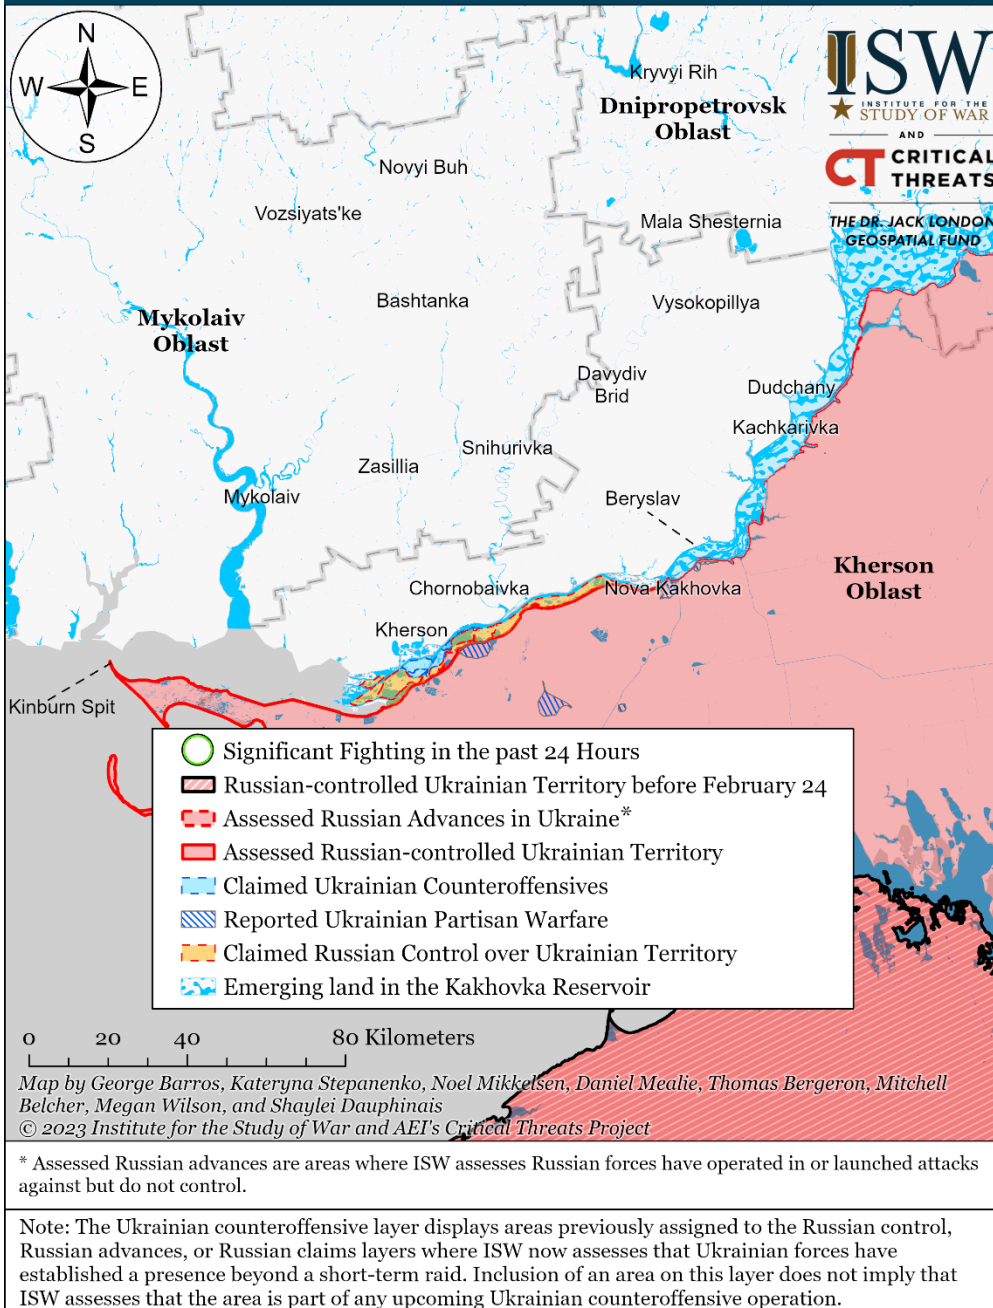 N
W E
S
ISW
INSTITUTE FOR THE
STUDY OF WAR
AND
CT CRITICAL
THREATS
THE DR. JACK LONDON
GEOSPATIAL FUND
Kryvyi Rih
Dnipropetrovsk
Oblast
Novyi Buh
Vozsiyats'ke
Mala Shesternia
Bashtanka
Vysokopillya
Mykolaiv
Oblast
Davydiv
Brid
Dudchany
Kachkarivka
Snihurivka
Zasillia
Mykolaiv
Beryslav
Kherson
Oblast
Chornobaivka
Nova Kakhovka
Kherson
Kinburn Spit
Significant Fighting in the past 24 Hours
Russian-controlled Ukrainian Territory before February 24
Assessed Russian Advances in Ukraine*
Assessed Russian-controlled Ukrainian Territory
Claimed Ukrainian Counteroffensives
Reported Ukrainian Partisan Warfare
Claimed Russian Control over Ukrainian Territory
Emerging land in the Kakhovka Reservoir
0 20 40 80 Kilometers
Map by George Barros, Kateryna Stepanenko, Noel Mikkelsen, Daniel Mealie, Thomas Bergeron, Mitchell
Belcher, Megan Wilson, and Shaylei Dauphinais
© 2023 Institute for the Study of War and AEI's Critical Threats Project
* Assessed Russian advances are areas where ISW assesses Russian forces have operated in or launched attacks
against but do not control.
Note: The Ukrainian counteroffensive layer displays areas previously assigned to the Russian control,
Russian advances, or Russian claims layers where ISW now assesses that Ukrainian forces have
established a presence beyond a short-term raid. Inclusion of an area on this layer does not imply that
ISW assesses that the area is part of any upcoming Ukrainian counteroffensive operation.